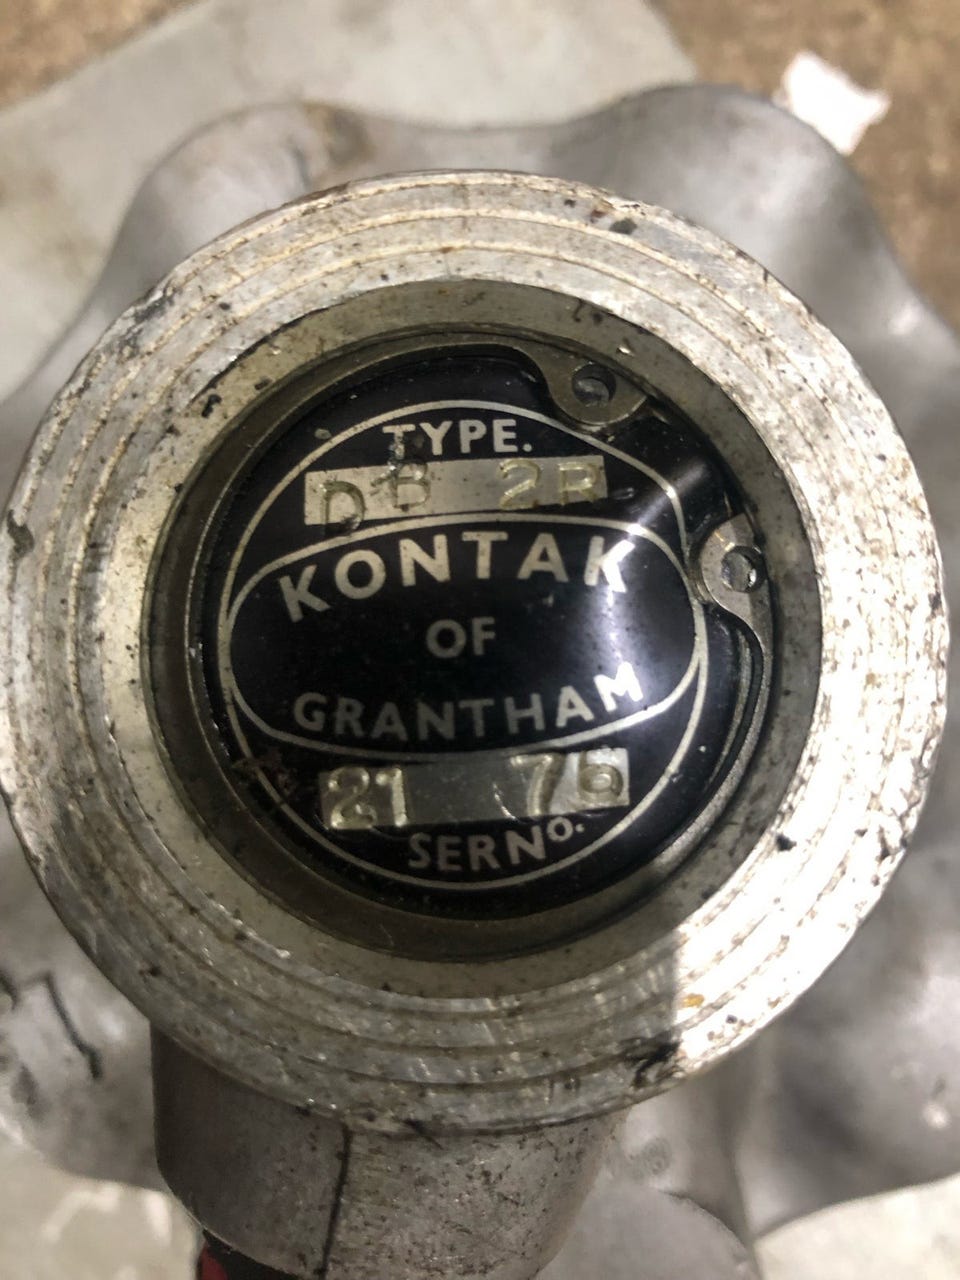 TYPE.
DB 2R
KONTAK
OF
GRANTHAM
21 76
SERNO.